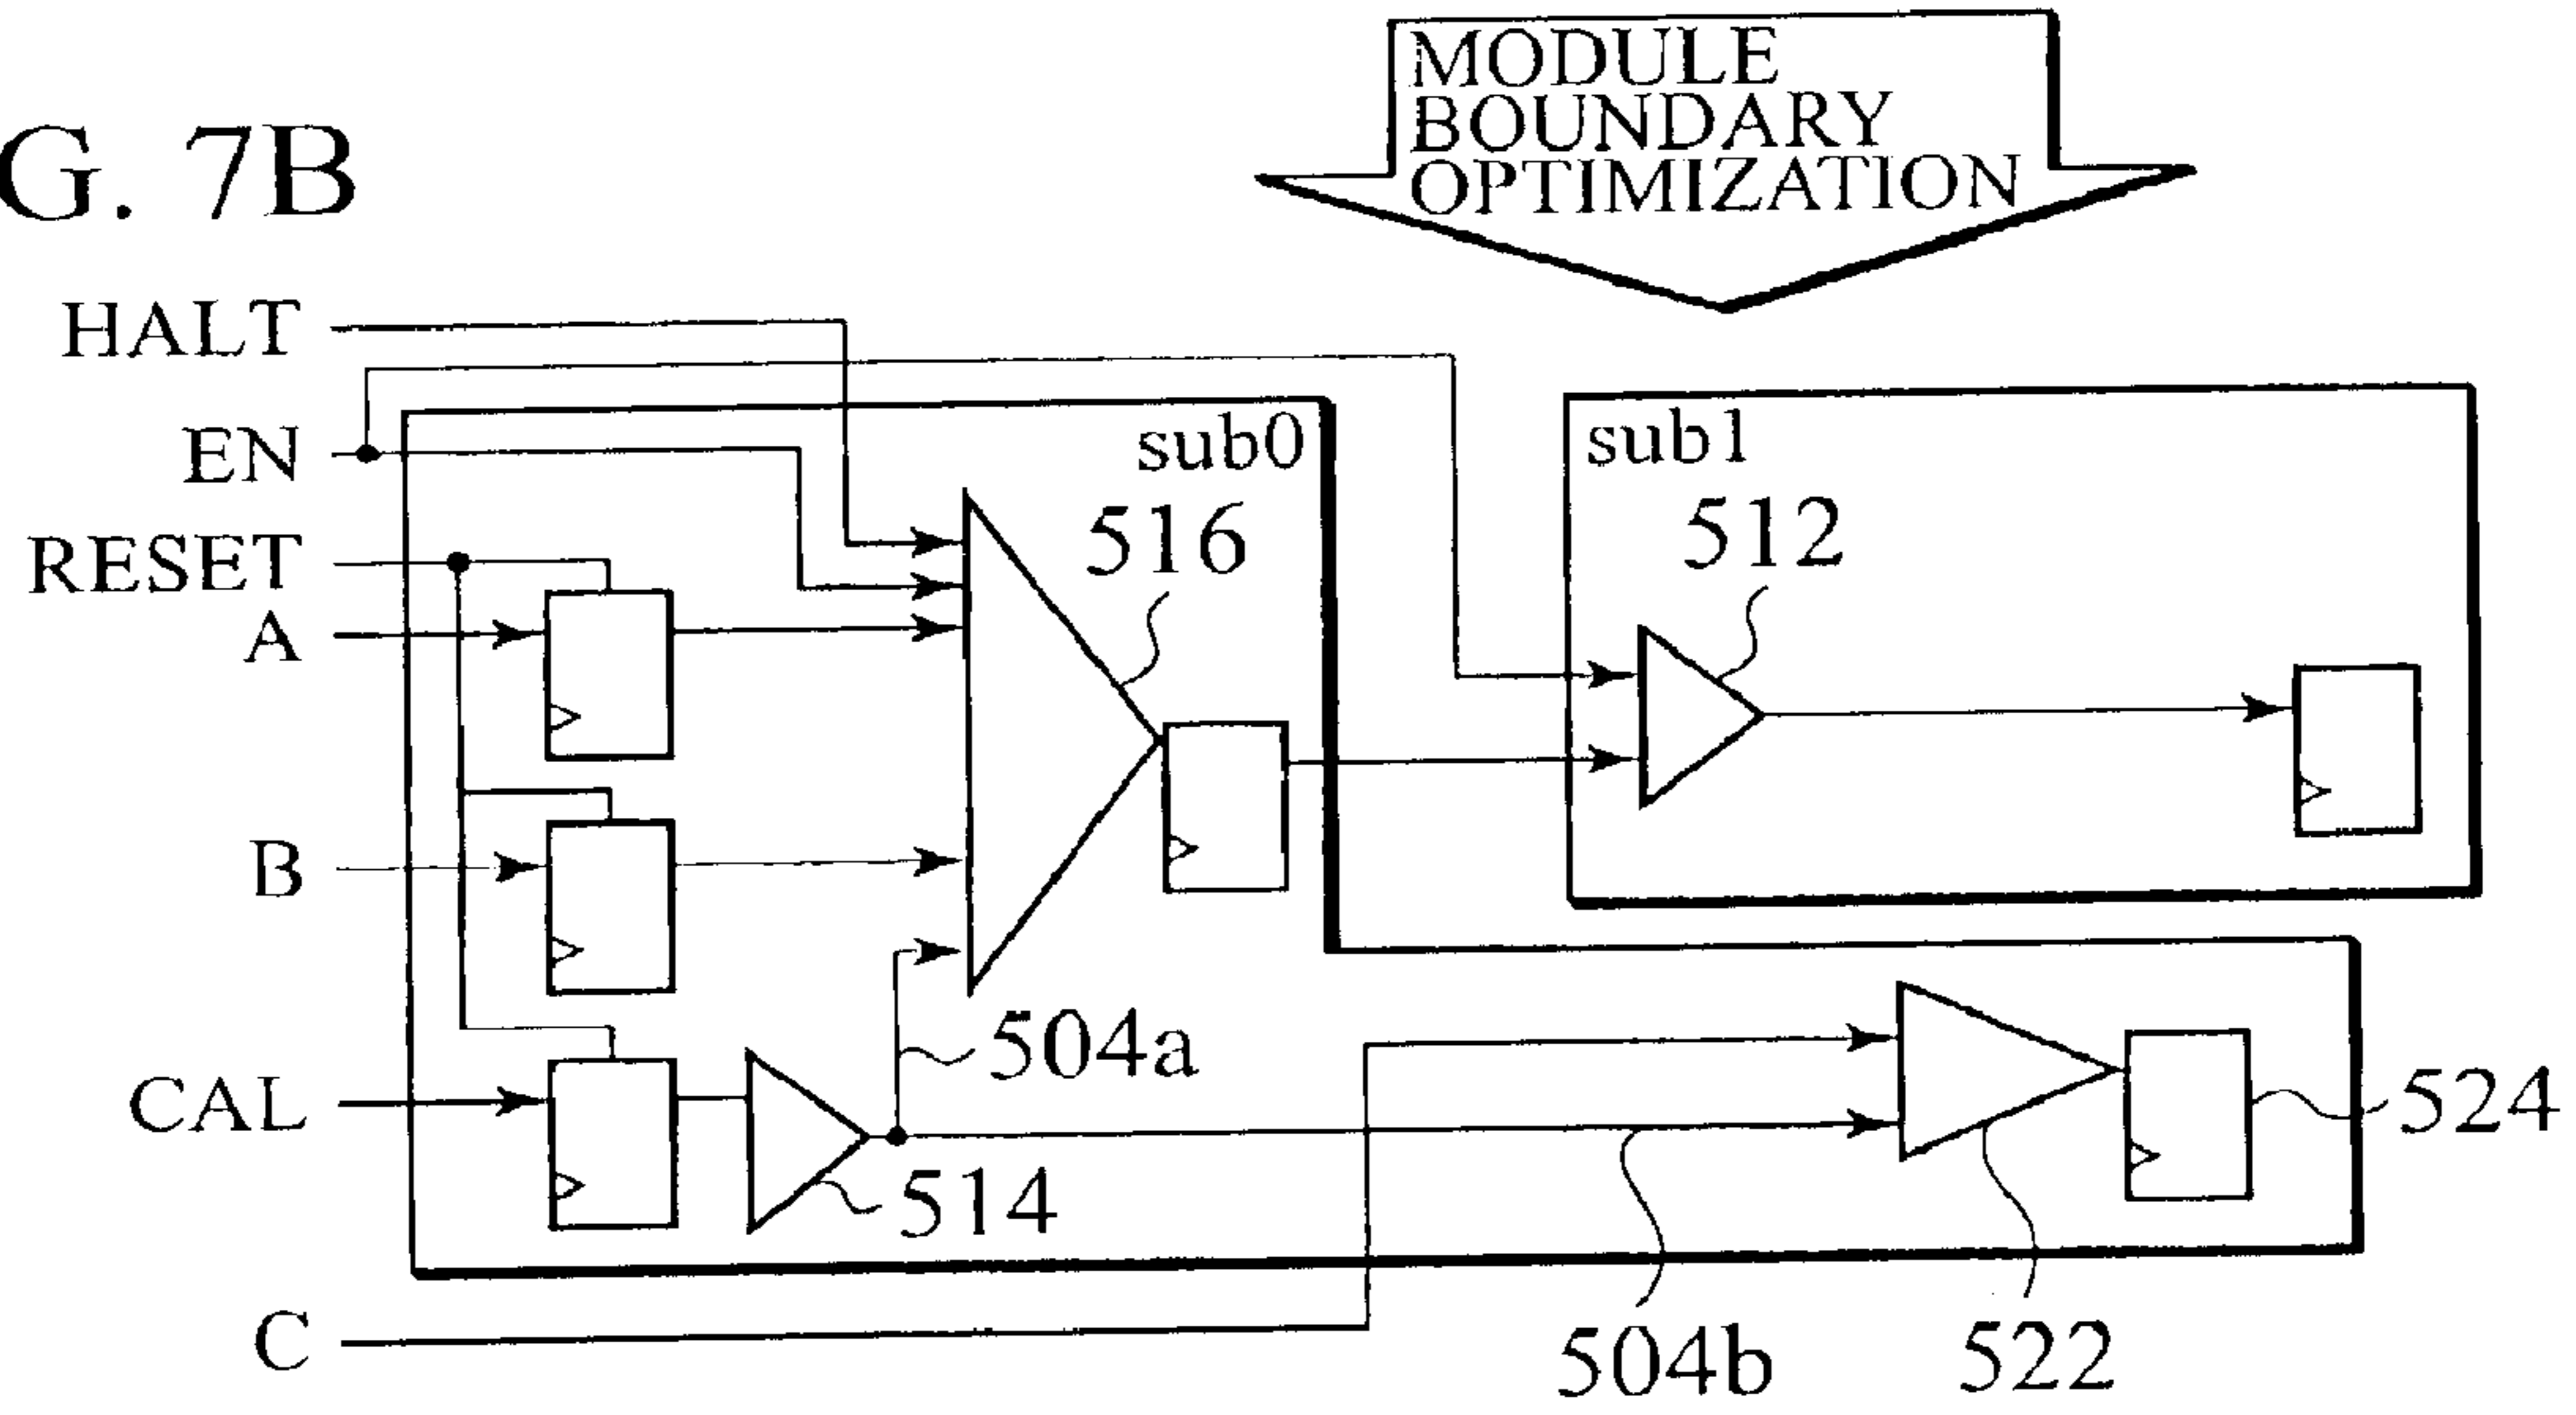 MODULE
BOUNDARY
OPTIMIZATION
G. 7B
HALT
EN
sub0
sub1
516
512
RESET
A
B
504a
CAL
524
514
C
504b
522